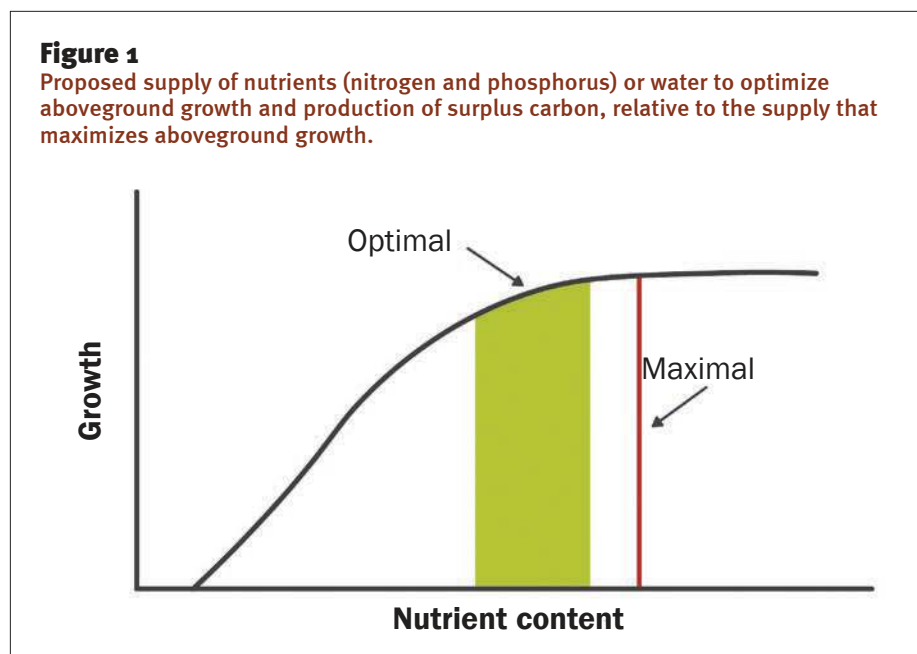 Figure 1
Proposed supply of nutrients (nitrogen and phosphorus) or water to optimize
aboveground growth and production of surplus carbon, relative to the supply that
maximizes aboveground growth.
Optimal
Maximal
Growth
Nutrient content